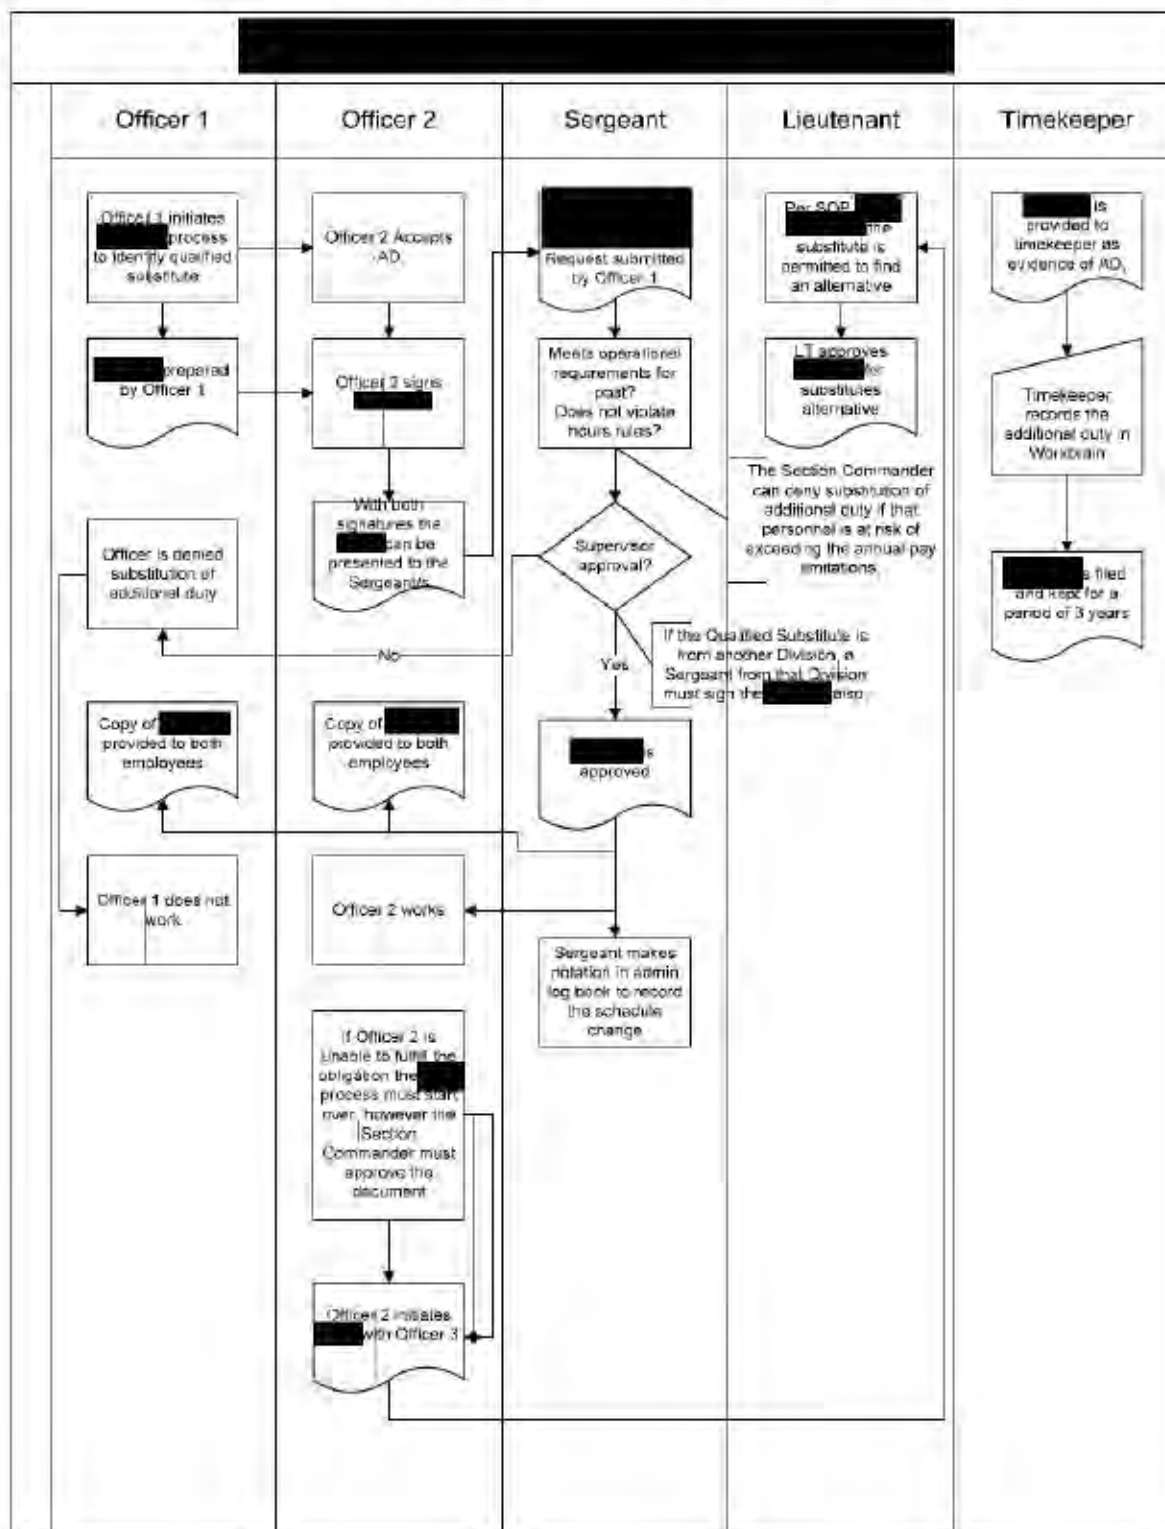 Officer 1
Officer 2
Sergeant
Lieutenant
Timekeeper
Officer 1 initiates
process
to identify qualified
substitute
Officer 2 Accepts
AD
Request submitted
by Officer 1
Per SOP
the
substitute is
permitted to find
an alternative
is
provided to
timekeeper as
evidence of AD
prepared
by Officer 1
Officer 2 signs
Meets operational
requirements for
post?
Does not violate
hours rules?
LT approves
for
substitutes
alternative
Timekeeper
records the
additional duty in
Workbrain
With both
signatures the
can be
presented to the
Sergeant/s
Supervisor
approval?
The Section Commander
can deny substitution of
additional duty if that
personnel is at risk of
exceeding the annual pay
limitations
Officer is denied
substitution of
additional duty
is filed
and kept for a
period of 3 years
No
Yes
If the Qualified Substitute is
from another Division, a
Sergeant from that Division
must sign the also
Copy of
provided to both
employees
Copy of
provided to both
employees
is
approved
Officer 1 does not
work
Officer 2 works
Sergeant makes
notation in admin
log book to record
the schedule
change
If Officer 2 is
Unable to fulfill the
obligation the
process must start
over, however the
Section
Commander must
approve the
document
Officer 2 initiates
with Officer 3